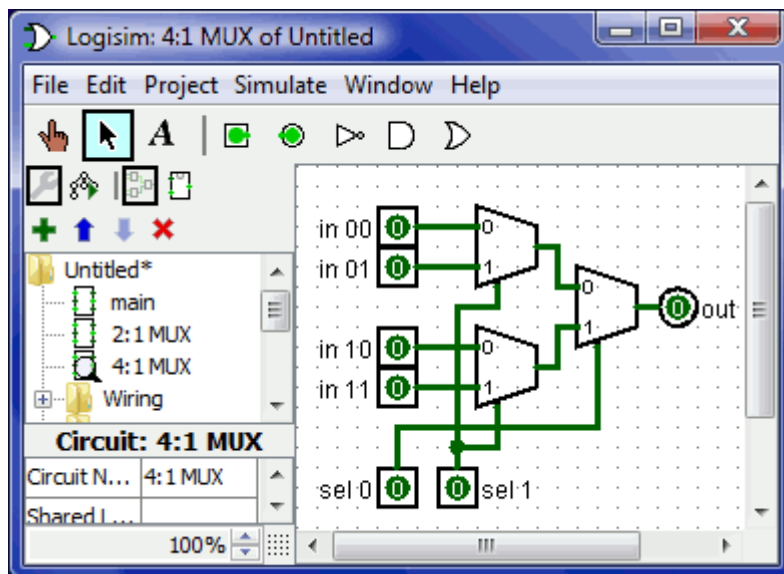 Logisim: 4:1 MUX of Untitled
File Edit Project Simulate Window Help
A
Untitled*
main
2:1 MUX
4:1 MUX
Wiring
Circuit: 4:1 MUX
Circuit N... 4:1 MUX
Shared L...
100%
in 00 0 0
in 01 0 1
0
1
0 out
in 10 0 0
in 11 0 1
sel 0 0 0 sel 1